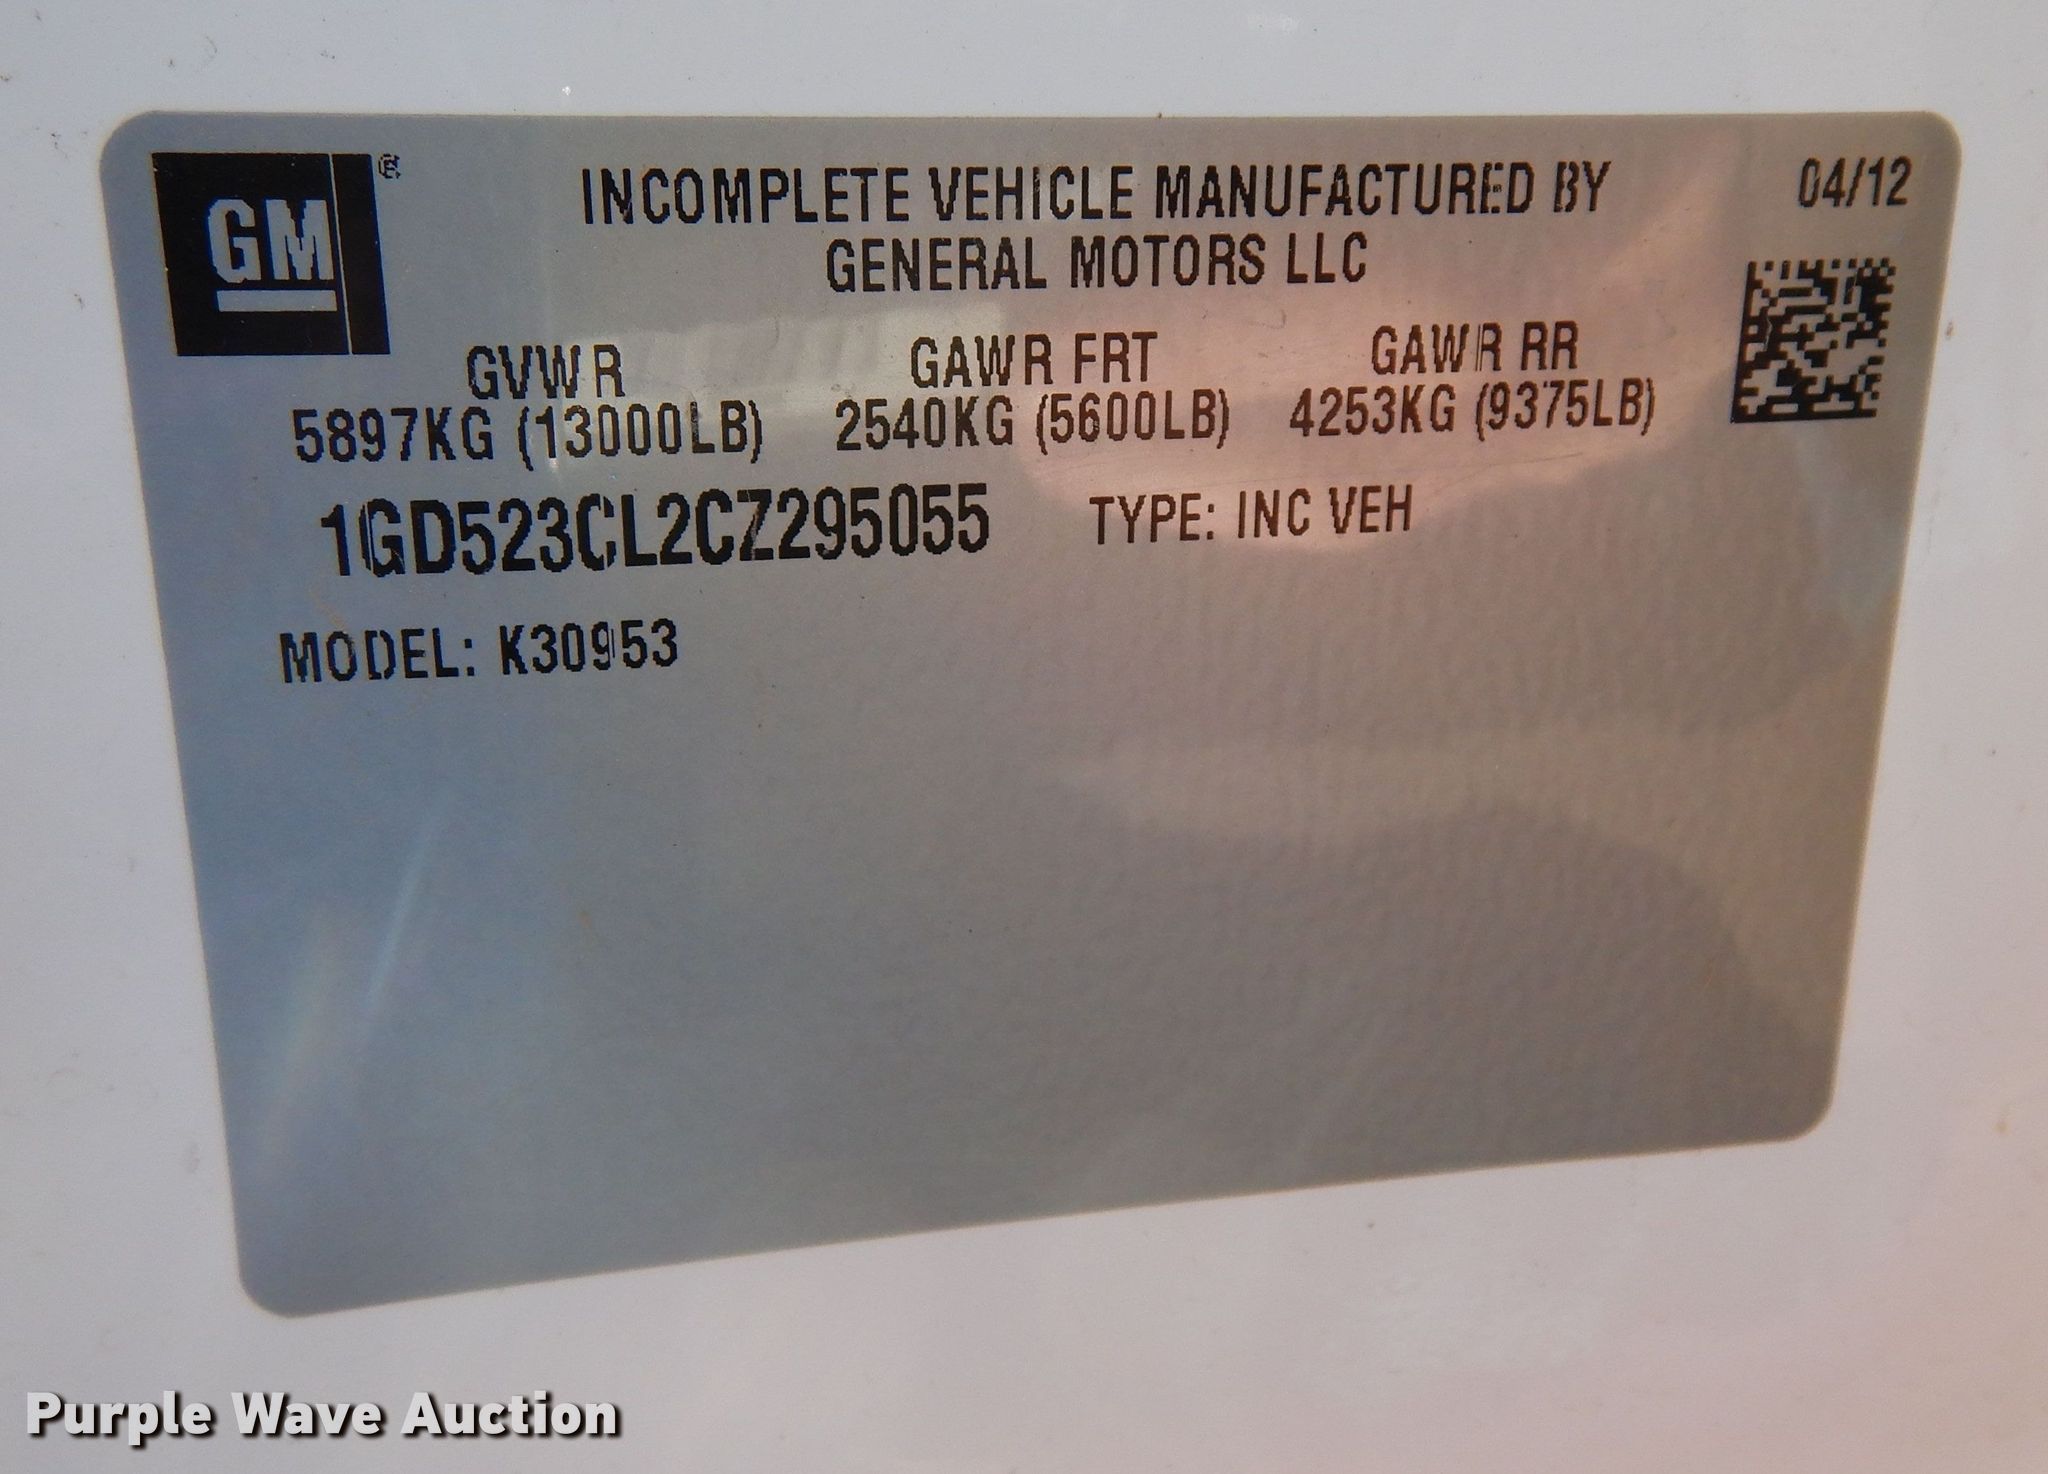 GM®
INCOMPLETE VEHICLE MANUFACTURED BY
04/12
GENERAL MOTORS LLC
GVWR GAWR FRT GAWR RR
5897KG (13000LB) 2540KG (5600LB) 4253KG (9375LB)
1GD523CL2CZ295055 TYPE: INC VEH
MODEL: K30953
Purple Wave Auction